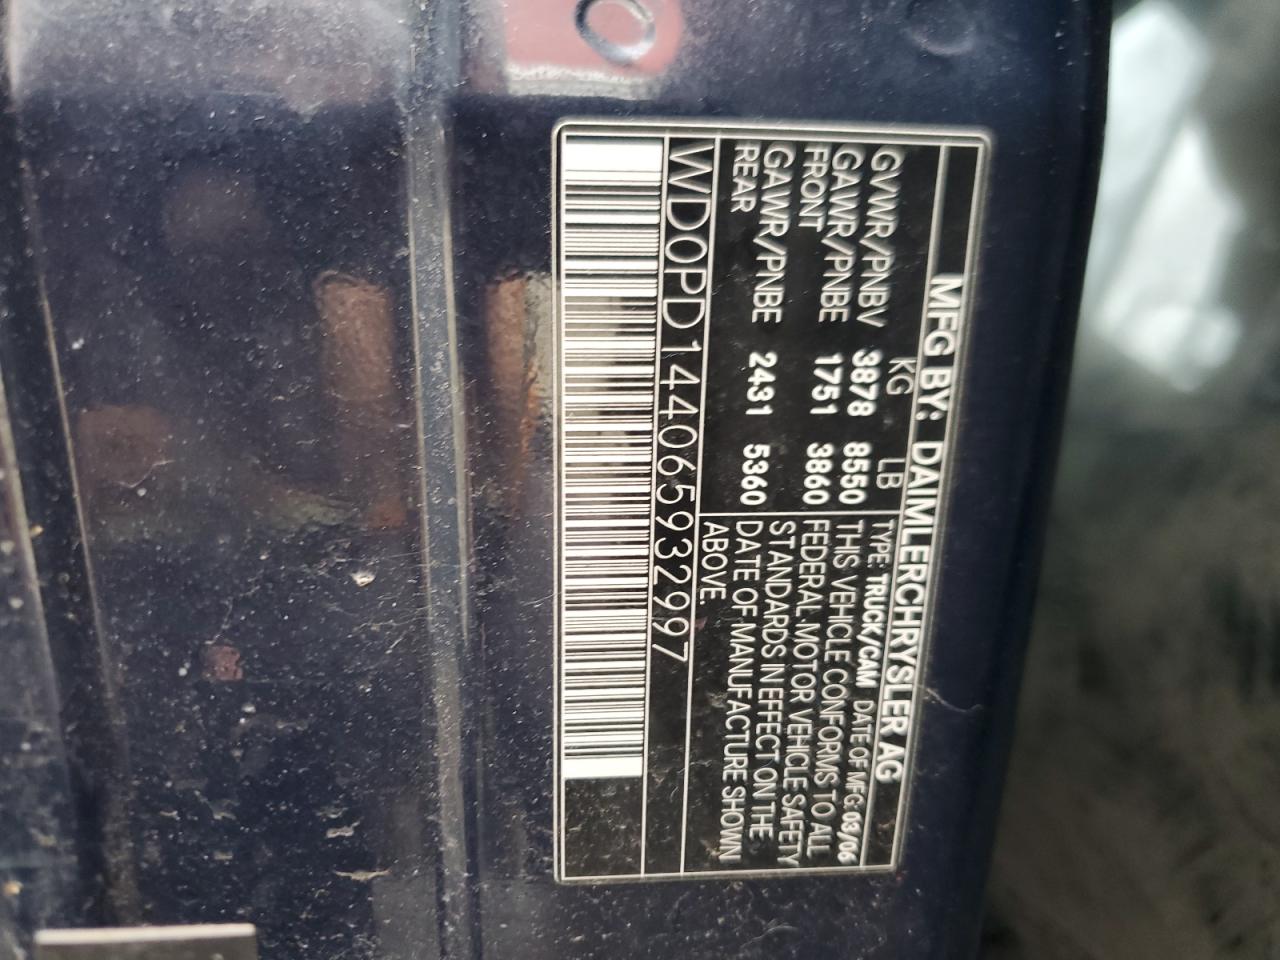 MFG BY: DAIMLERCHRYSLER AG
KG LB
GVWR/PNBV 3878 8550
GAWR/PNBE 1751 3860
FRONT
GAWR/PNBE 2431 5360
REAR
TYPE: TRUCK/CAM DATE OF MFG: 03/06
THIS VEHICLE CONFORMS TO ALL
FEDERAL MOTOR VEHICLE SAFETY
STANDARDS IN EFFECT ON THE
DATE OF MANUFACTURE SHOWN
ABOVE.
WD0PD144065932997